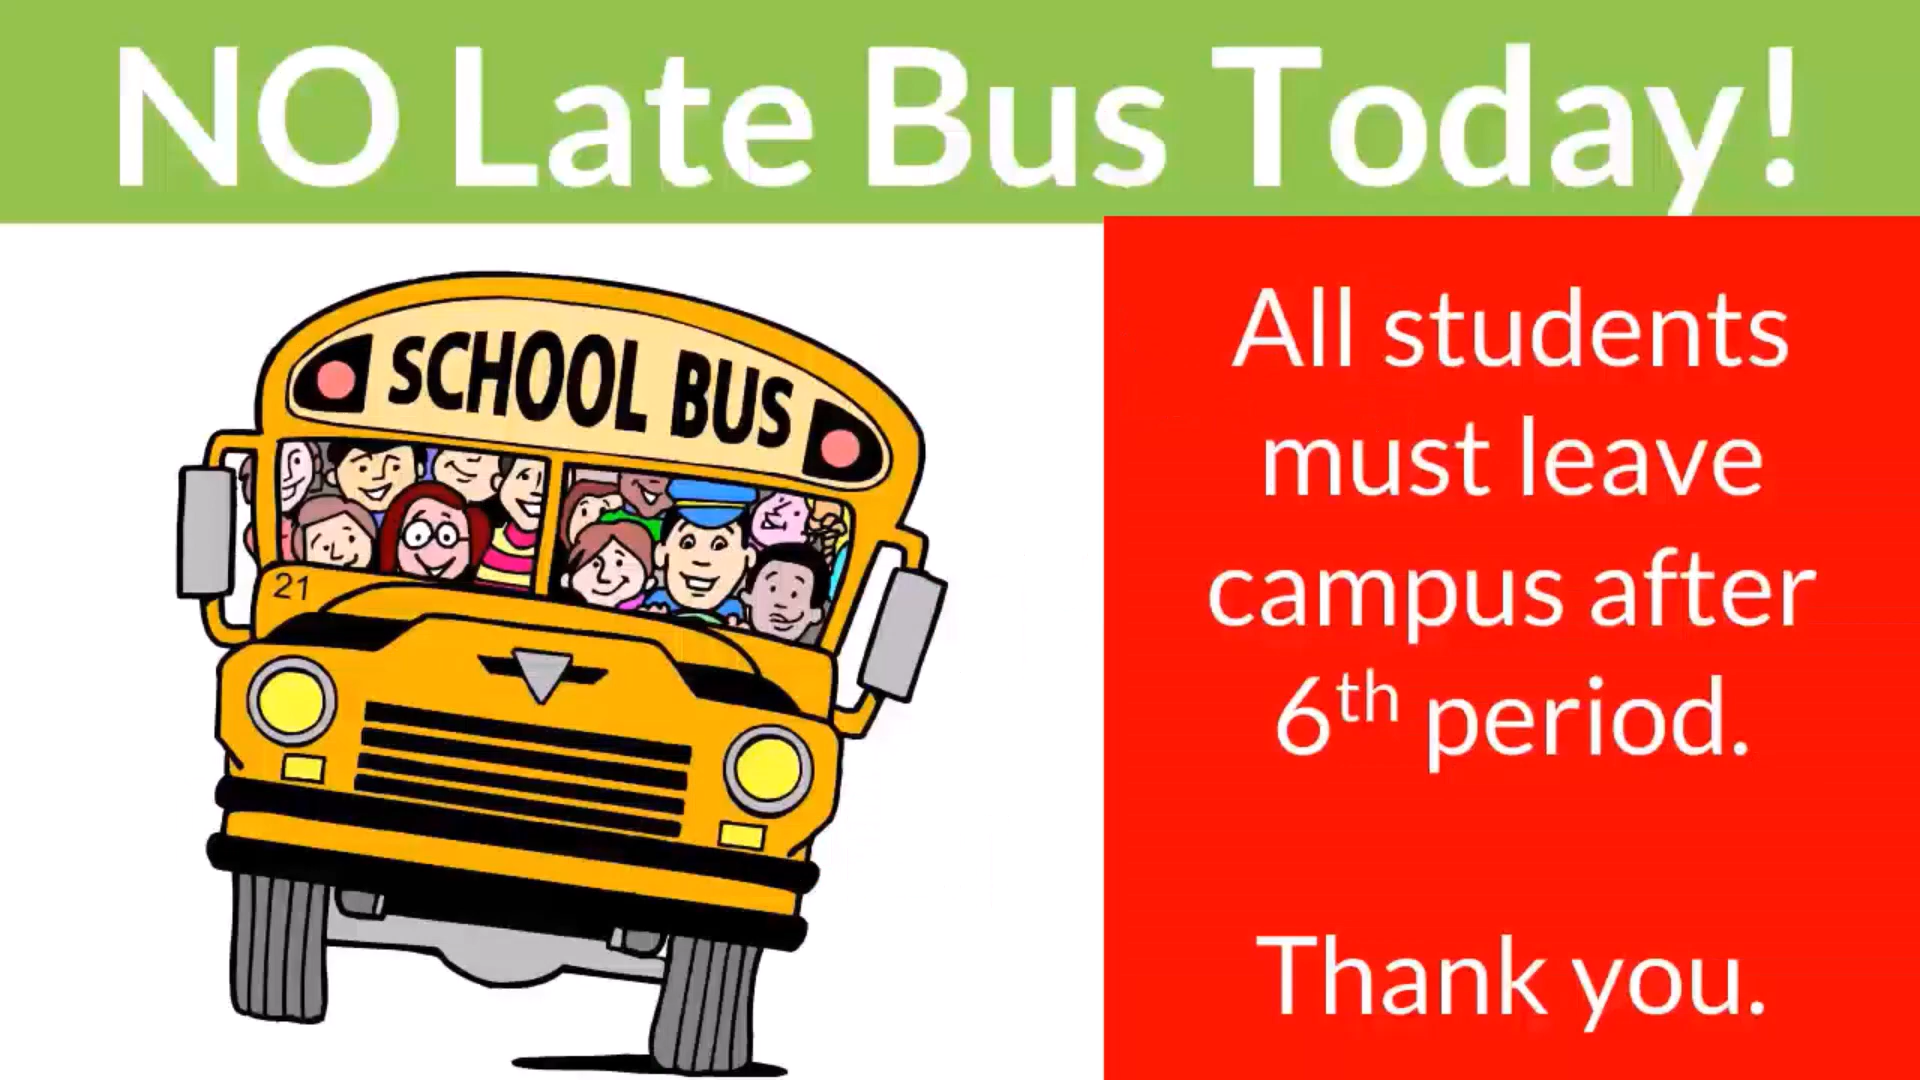 NO Late Bus Today!
SCHOOL BUS
21
All students
must leave
campus after
6th period.
Thank you.